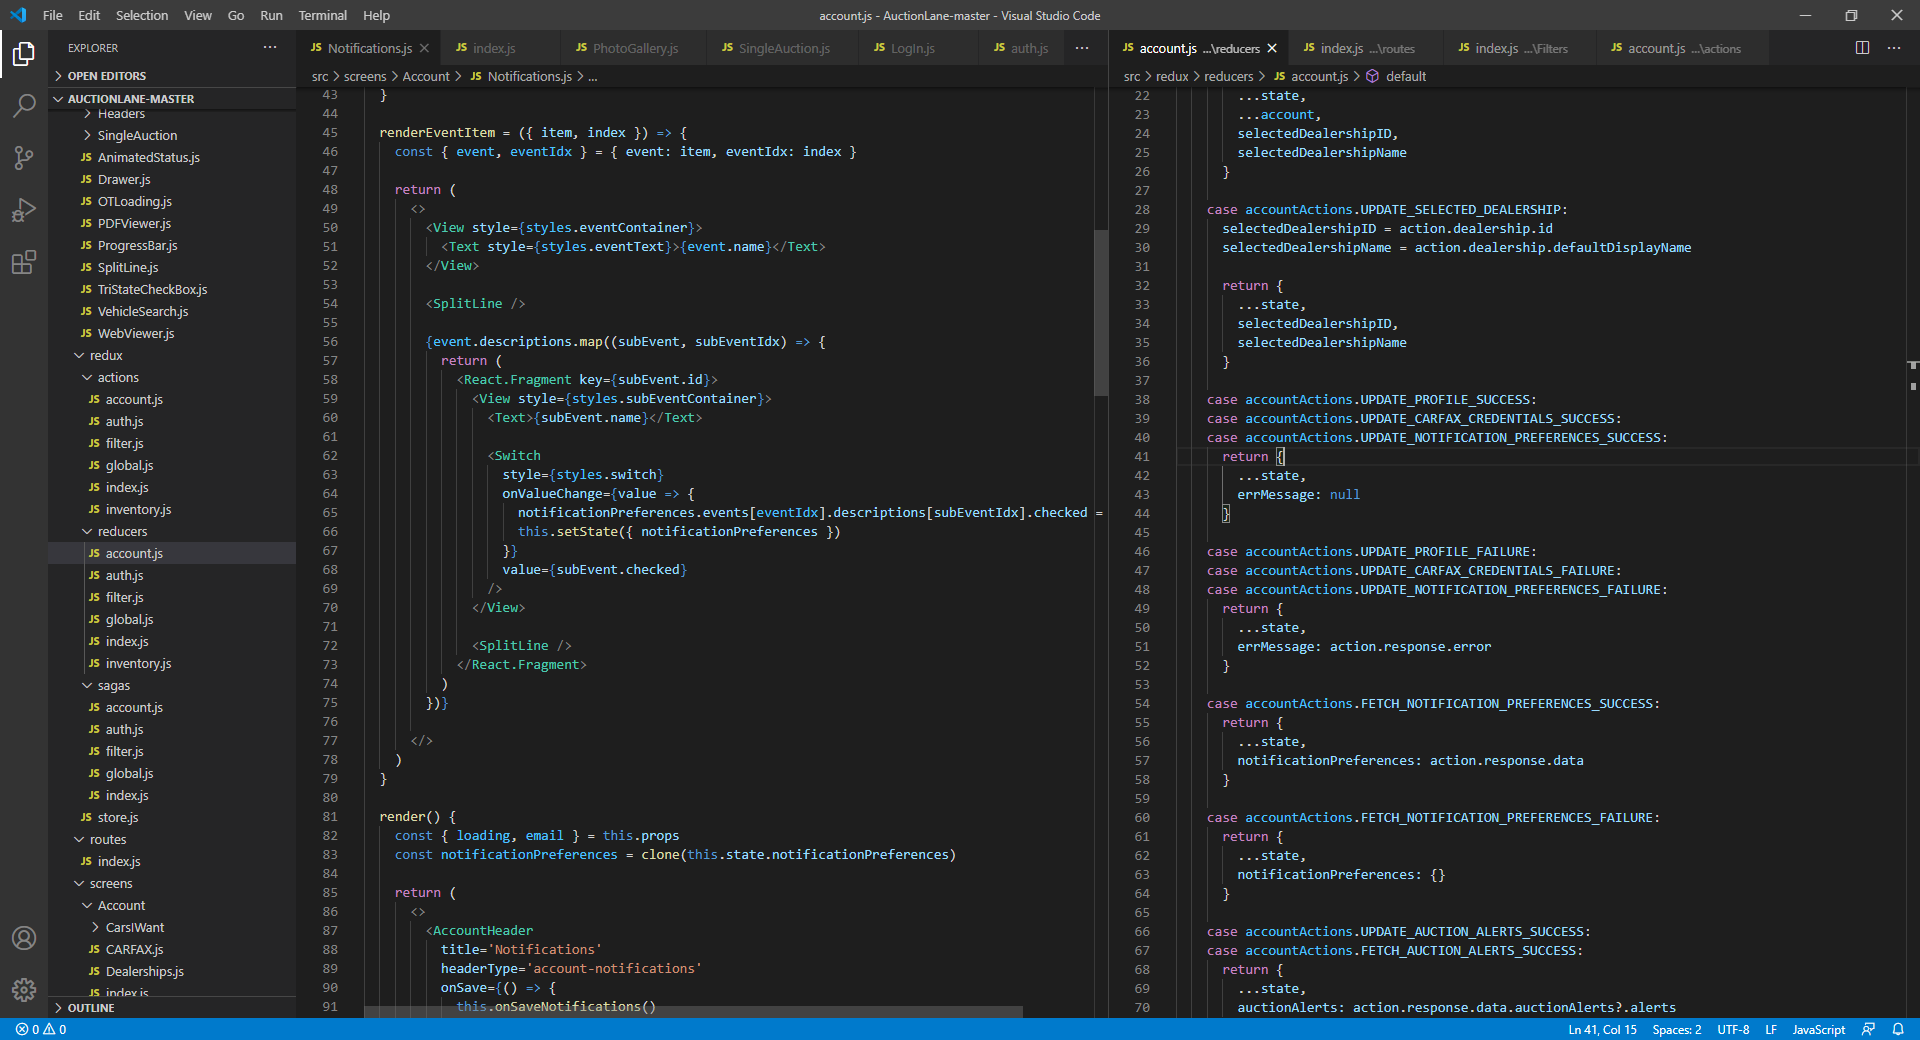 File Edit Selection View Go Run Terminal Help
account.js - AuctionLane-master - Visual Studio Code
EXPLORER
OPEN EDITORS
AUCTIONLANE-MASTER
Headers
SingleAuction
JS AnimatedStatus.js
JS Drawer.js
JS OTLoading.js
JS PDFViewer.js
JS ProgressBar.js
JS SplitLine.js
JS TriStateCheckBox.js
JS VehicleSearch.js
JS WebViewer.js
redux
actions
JS account.js
JS auth.js
JS filter.js
JS global.js
JS index.js
JS inventory.js
reducers
JS account.js
JS auth.js
JS filter.js
JS global.js
JS index.js
JS inventory.js
sagas
JS account.js
JS auth.js
JS filter.js
JS global.js
JS index.js
JS store.js
routes
JS index.js
screens
Account
CarsIWant
JS CARFAX.js
JS Dealerships.js
JS index.js
OUTLINE
JS Notifications.js JS index.js JS PhotoGallery.js JS SingleAuction.js JS LogIn.js JS auth.js ...
src > screens > Account > JS Notifications.js > ...
43 }
44
45 renderEventItem = ({ item, index }) => {
46 const { event, eventIdx } = { event: item, eventIdx: index }
47
48 return (
49 <>
50 <View style={styles.eventContainer}>
51 <Text style={styles.eventText}>{event.name}</Text>
52 </View>
53
54 <SplitLine />
55
56 {event.descriptions.map((subEvent, subEventIdx) => {
57 return (
58 <React.Fragment key={subEvent.id}>
59 <View style={styles.subEventContainer}>
60 <Text>{subEvent.name}</Text>
61
62 <Switch
63 style={styles.switch}
64 onValueChange={value => {
65 notificationPreferences.events[eventIdx].descriptions[subEventIdx].checked =
66 this.setState({ notificationPreferences })
67 }}
68 value={subEvent.checked}
69 />
70 </View>
71
72 <SplitLine />
73 </React.Fragment>
74 )
75 })}
76
77 </>
78 )
79 }
80
81 render() {
82 const { loading, email } = this.props
83 const notificationPreferences = clone(this.state.notificationPreferences)
84
85 return (
86 <>
87 <AccountHeader
88 title='Notifications'
89 headerType='account-notifications'
90 onSave={() => {
91 this.onSaveNotifications()
JS account.js ...\reducers JS index.js ...\routes JS index.js ...\Filters JS account.js ...\actions
src > redux > reducers > JS account.js > default
22 ...state,
23 ...account,
24 selectedDealershipID,
25 selectedDealershipName
26 }
27
28 case accountActions.UPDATE_SELECTED_DEALERSHIP:
29 selectedDealershipID = action.dealership.id
30 selectedDealershipName = action.dealership.defaultDisplayName
31
32 return {
33 ...state,
34 selectedDealershipID,
35 selectedDealershipName
36 }
37
38 case accountActions.UPDATE_PROFILE_SUCCESS:
39 case accountActions.UPDATE_CARFAX_CREDENTIALS_SUCCESS:
40 case accountActions.UPDATE_NOTIFICATION_PREFERENCES_SUCCESS:
41 return {
42 ...state,
43 errMessage: null
44 }
45
46 case accountActions.UPDATE_PROFILE_FAILURE:
47 case accountActions.UPDATE_CARFAX_CREDENTIALS_FAILURE:
48 case accountActions.UPDATE_NOTIFICATION_PREFERENCES_FAILURE:
49 return {
50 ...state,
51 errMessage: action.response.error
52 }
53
54 case accountActions.FETCH_NOTIFICATION_PREFERENCES_SUCCESS:
55 return {
56 ...state,
57 notificationPreferences: action.response.data
58 }
59
60 case accountActions.FETCH_NOTIFICATION_PREFERENCES_FAILURE:
61 return {
62 ...state,
63 notificationPreferences: {}
64 }
65
66 case accountActions.UPDATE_AUCTION_ALERTS_SUCCESS:
67 case accountActions.FETCH_AUCTION_ALERTS_SUCCESS:
68 return {
69 ...state,
70 auctionAlerts: action.response.data.auctionAlerts?.alerts
0 0
Ln 41, Col 15 Spaces: 2 UTF-8 LF JavaScript